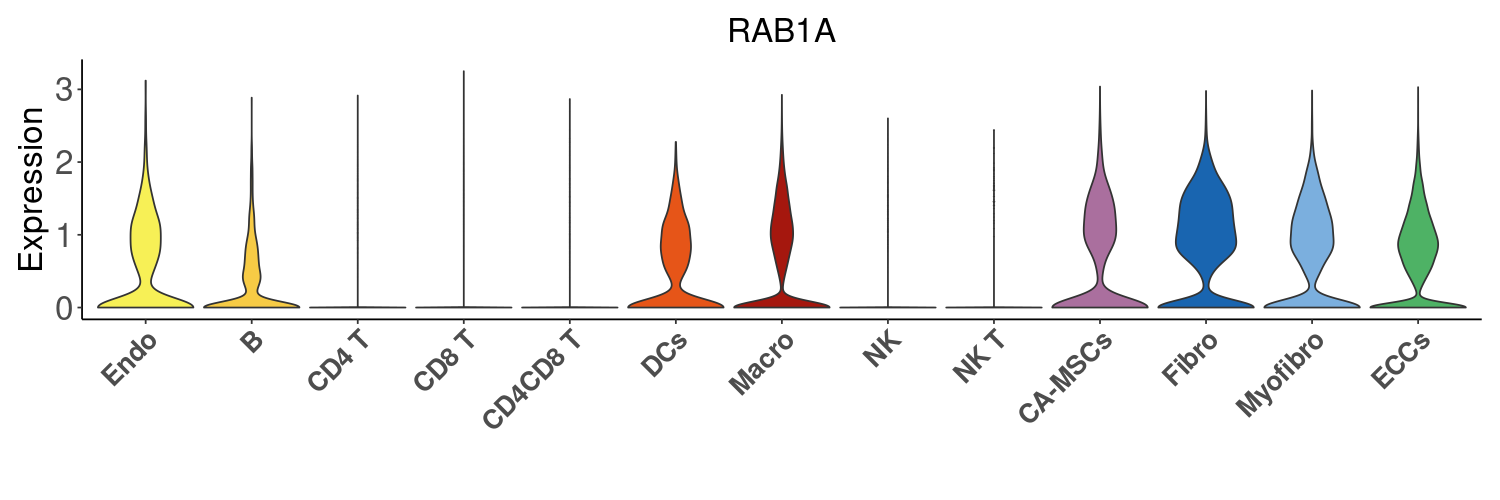 RAB1A
Expression
3
2
1
0
Endo
B
CD4 T
CD8 T
CD4CD8 T
DCs
Macro
NK
NK T
CA-MSCs
Fibro
Myofibro
ECCs